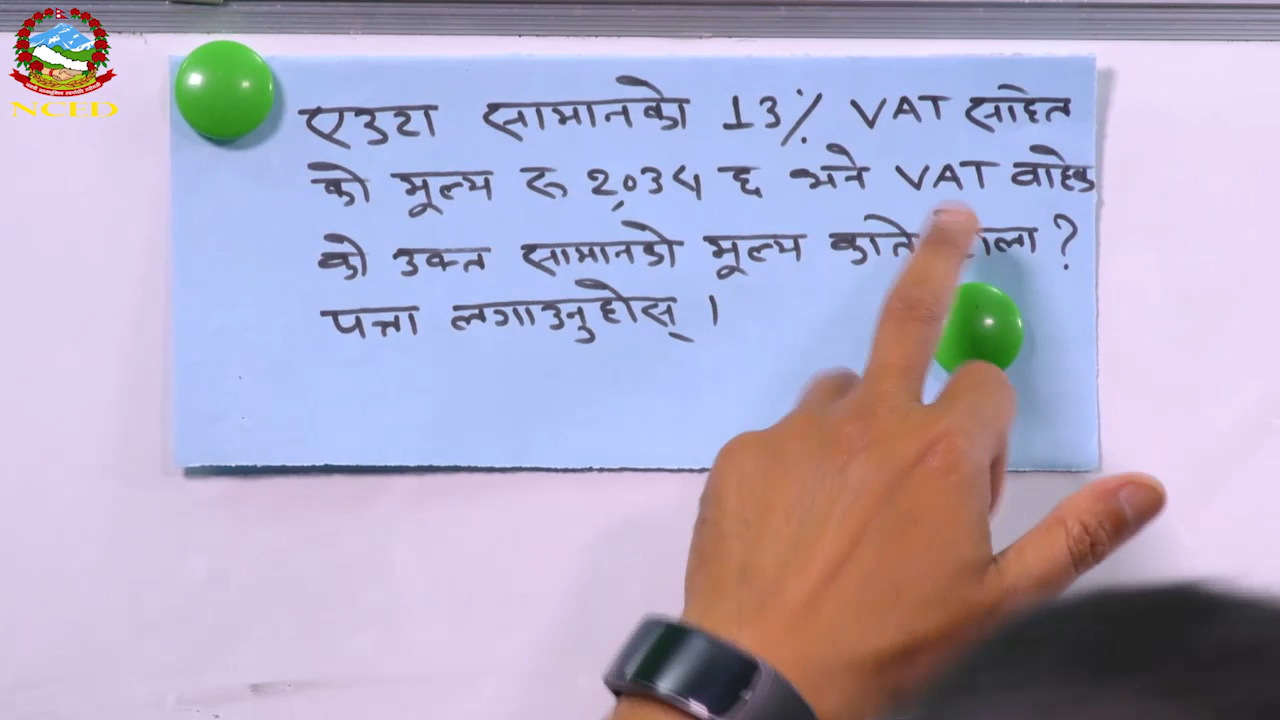 NCED
एउटा सामानको 13% VAT सहित
को मूल्य रु 2,034 छ भने VAT बाहेक
को उक्त सामानको मूल्य कति होला ?
पत्ता लगाउनुहोस् ।